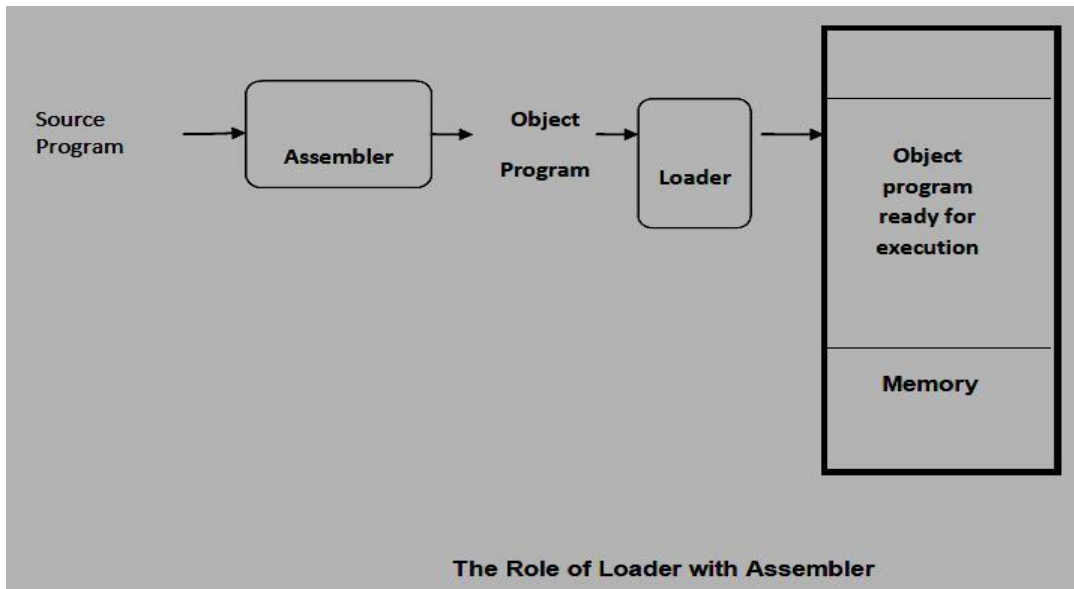 Source
Program
Assembler
Object
Program
Loader
Object
program
ready for
execution
Memory
The Role of Loader with Assembler